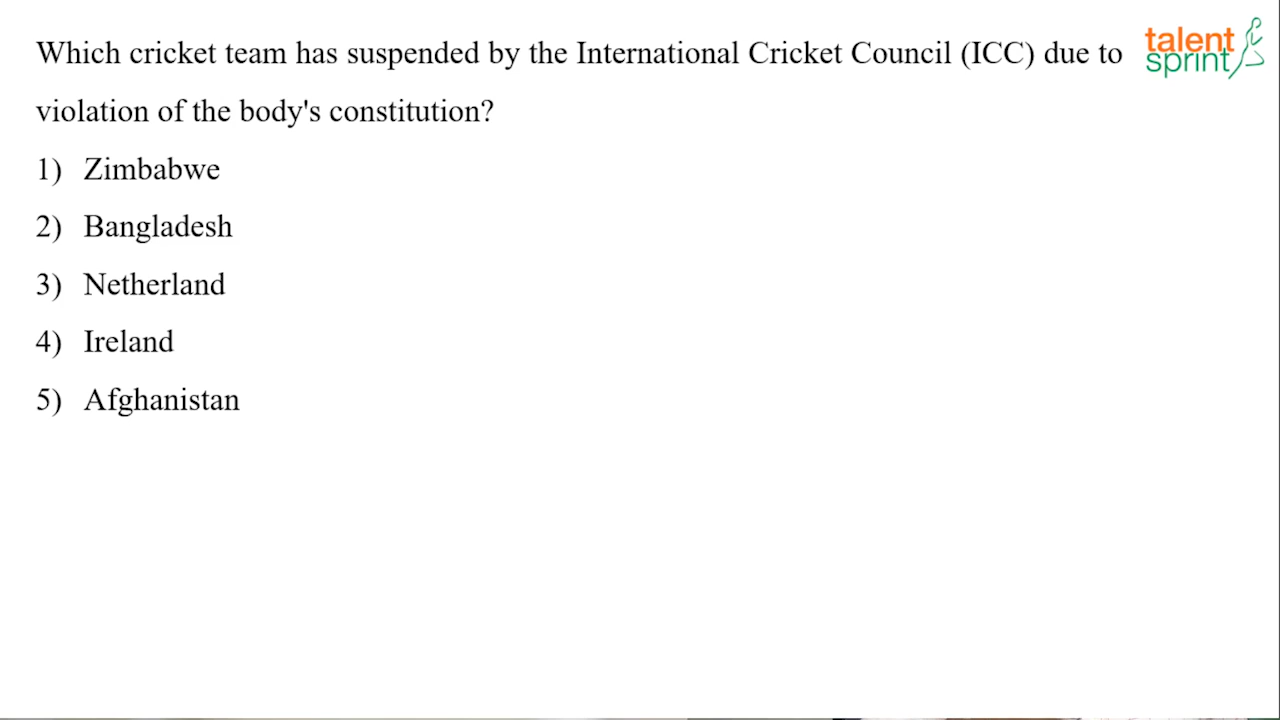 Which cricket team has suspended by the International Cricket Council (ICC) due to
violation of the body's constitution?
1) Zimbabwe
2) Bangladesh
3) Netherland
4) Ireland
5) Afghanistan
talent
sprint